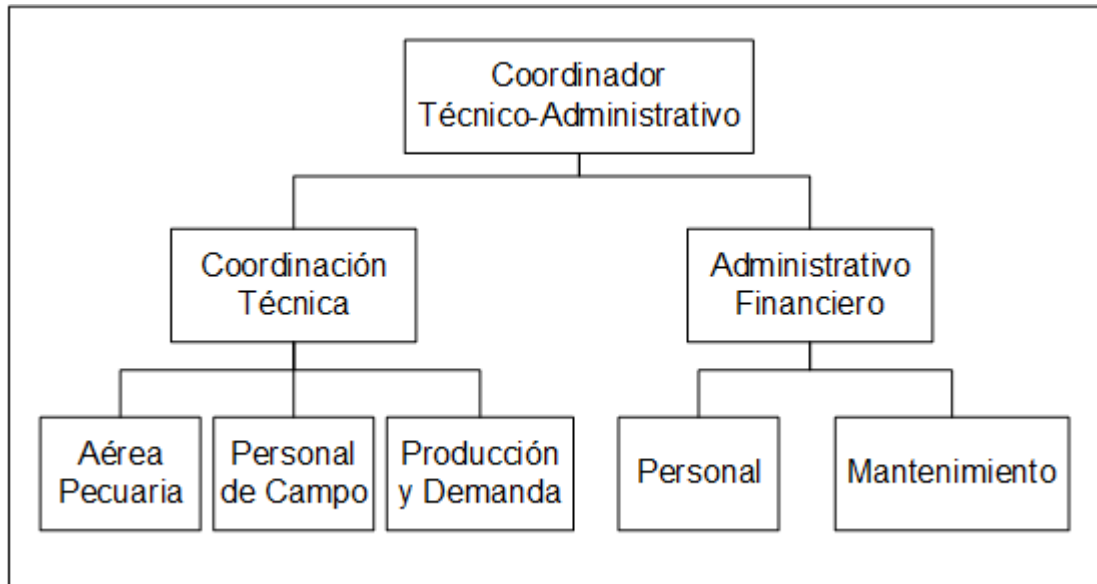 Coordinador
Técnico-Administrativo
Coordinación
Técnica
Administrativo
Financiero
Aérea
Pecuaria
Personal
de Campo
Producción
y Demanda
Personal
Mantenimiento